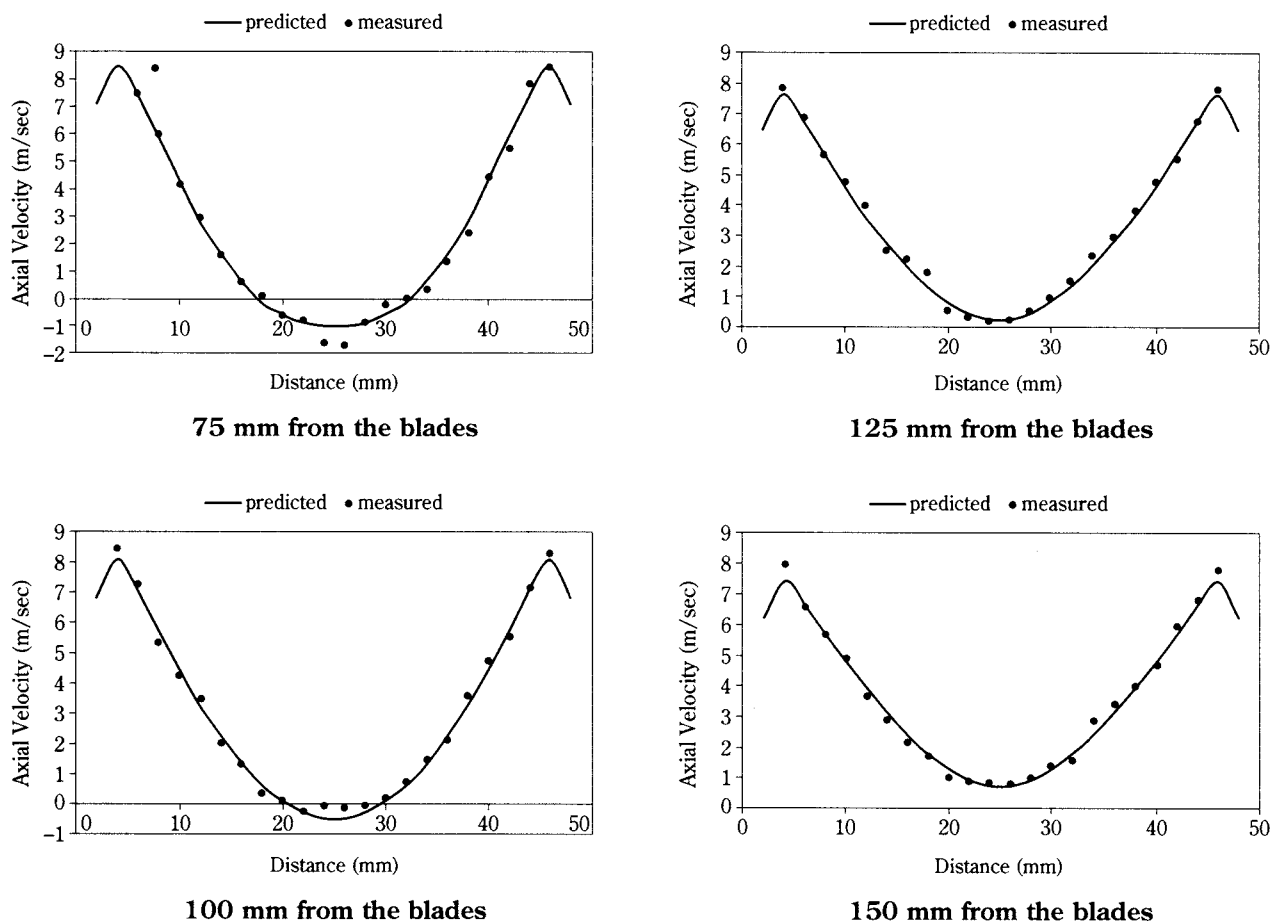 predicted measured
Axial Velocity (m/sec)
9
8
7
6
5
4
3
2
1
0
−1
−2
0 10 20 30 40 50
Distance (mm)
75 mm from the blades
predicted measured
Axial Velocity (m/sec)
9
8
7
6
5
4
3
2
1
0
0 10 20 30 40 50
Distance (mm)
125 mm from the blades
predicted measured
Axial Velocity (m/sec)
9
8
7
6
5
4
3
2
1
0
−1
0 10 20 30 40 50
Distance (mm)
100 mm from the blades
predicted measured
Axial Velocity (m/sec)
9
8
7
6
5
4
3
2
1
0
0 10 20 30 40 50
Distance (mm)
150 mm from the blades